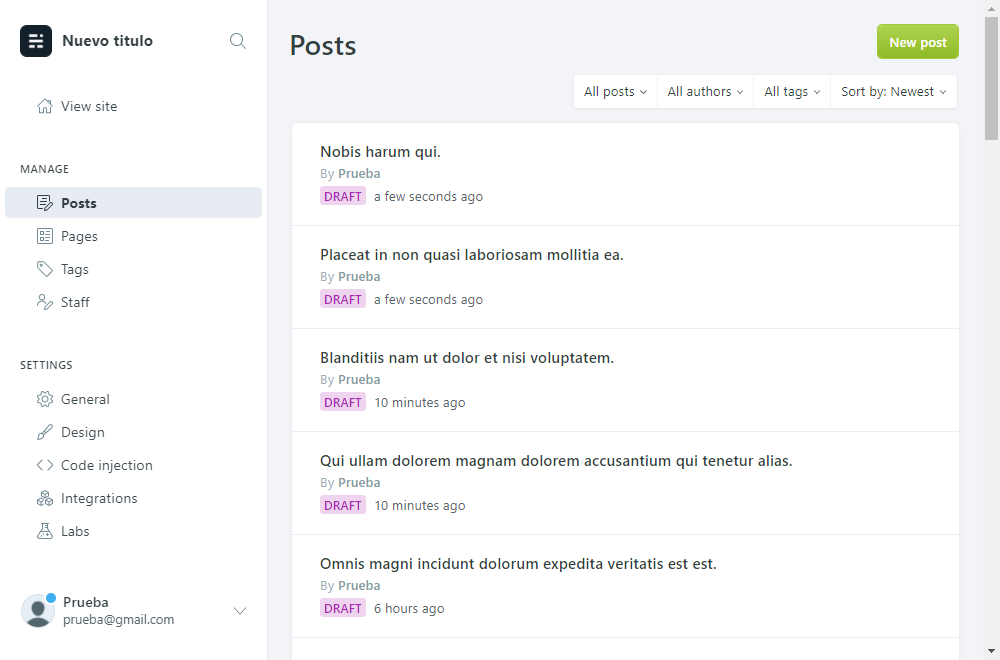 Nuevo titulo
View site
MANAGE
Posts
Pages
Tags
Staff
SETTINGS
General
Design
Code injection
Integrations
Labs
Prueba
prueba@gmail.com
Posts
New post
All posts
All authors
All tags
Sort by: Newest
Nobis harum qui.
By Prueba
DRAFT a few seconds ago
Placeat in non quasi laboriosam mollitia ea.
By Prueba
DRAFT a few seconds ago
Blanditiis nam ut dolor et nisi voluptatem.
By Prueba
DRAFT 10 minutes ago
Qui ullam dolorem magnam dolorem accusantium qui tenetur alias.
By Prueba
DRAFT 10 minutes ago
Omnis magni incidunt dolorum expedita veritatis est est.
By Prueba
DRAFT 6 hours ago